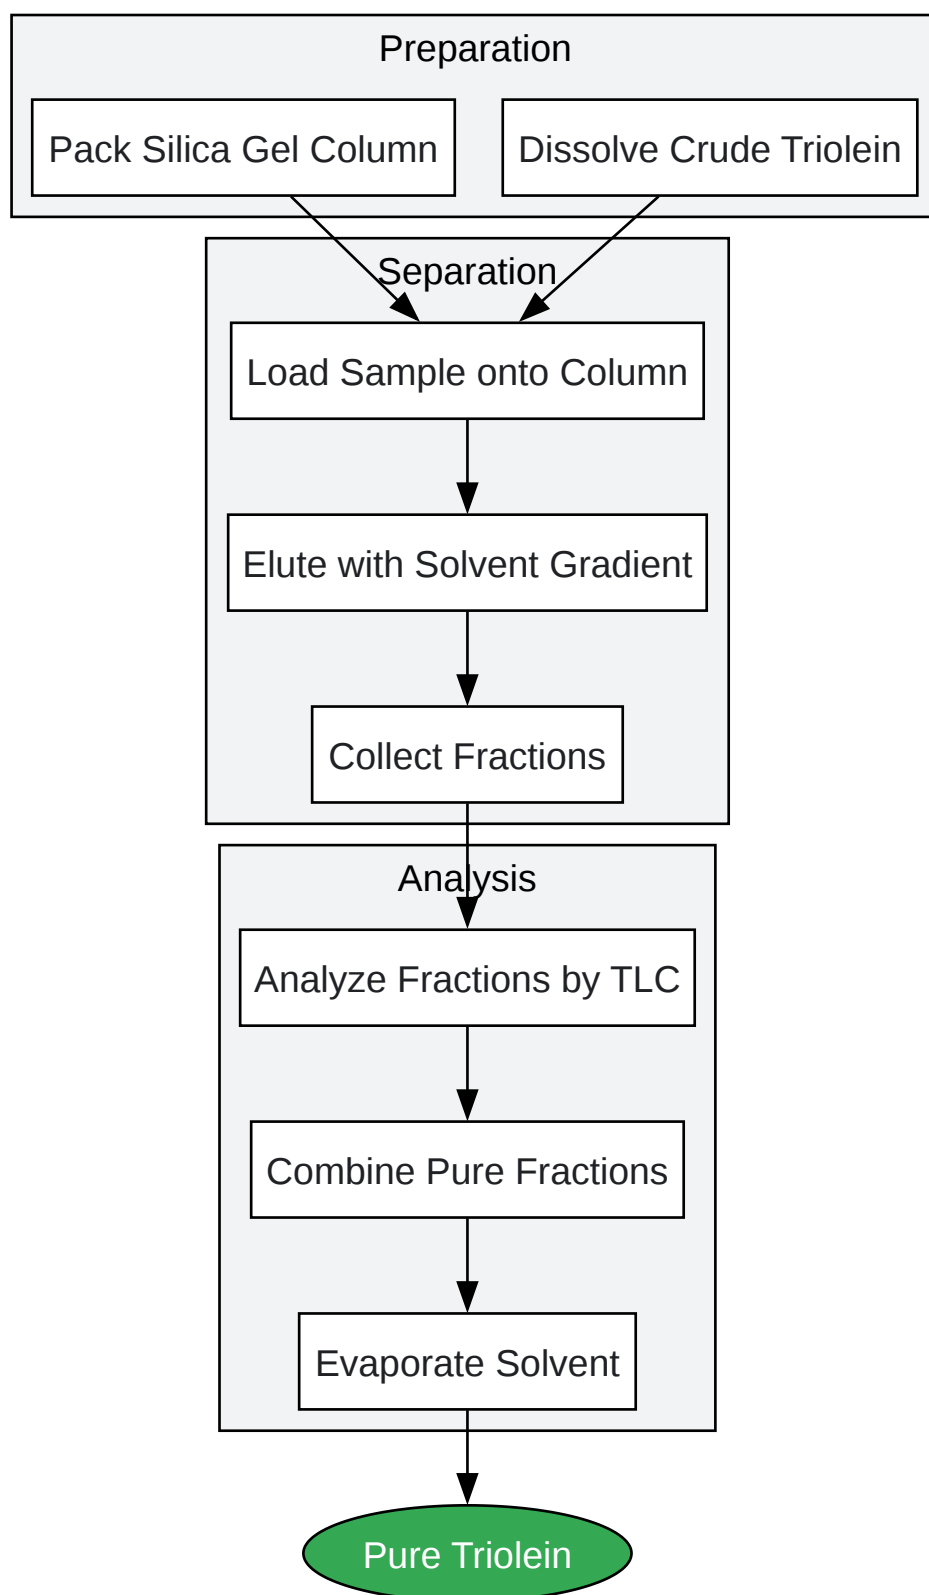 Preparation
Pack Silica Gel Column
Dissolve Crude Triolein
Separation
Load Sample onto Column
Elute with Solvent Gradient
Collect Fractions
Analysis
Analyze Fractions by TLC
Combine Pure Fractions
Evaporate Solvent
Pure Triolein